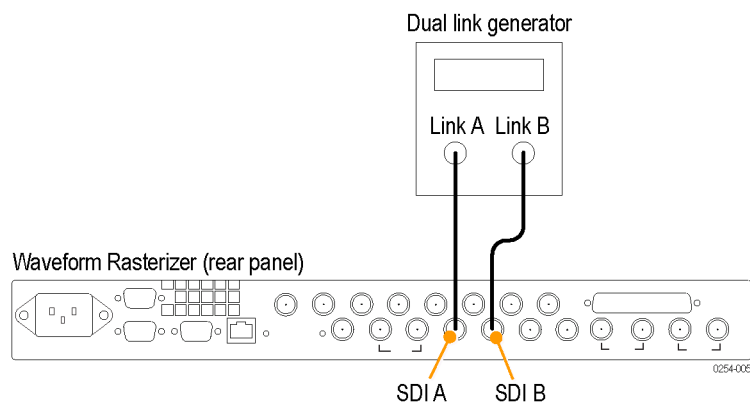 Dual link generator
Link A Link B
Waveform Rasterizer (rear panel)
0254-005
SDI A SDI B